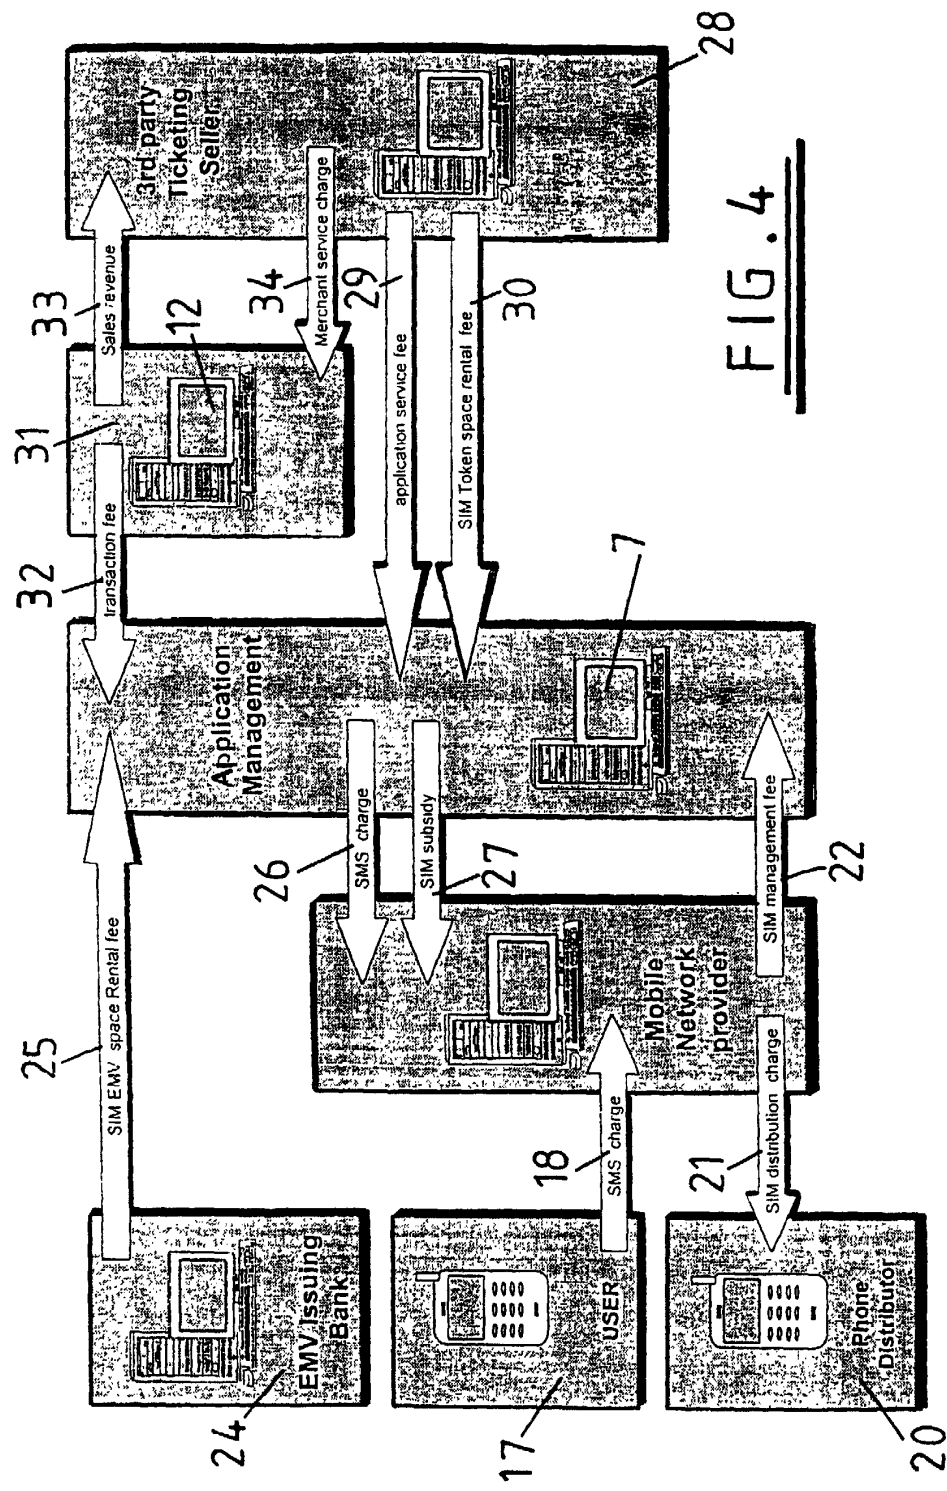 25
SIM EMV space Rental fee
32
transaction fee
31
33
Sales revenue
3rd party
Ticketing
Seller
12
34
Merchant service charge
29
application service fee
30
SIM Token space rental fee
28
Application
Management
26
SMS charge
SIM subsidy
27
7
24
EMV Issuing
Bank
Mobile
Network
provider
18
SMS charge
17
USER
22
SIM management fee
21
SIM distribution charge
20
Phone
Distributor
FIG. 4